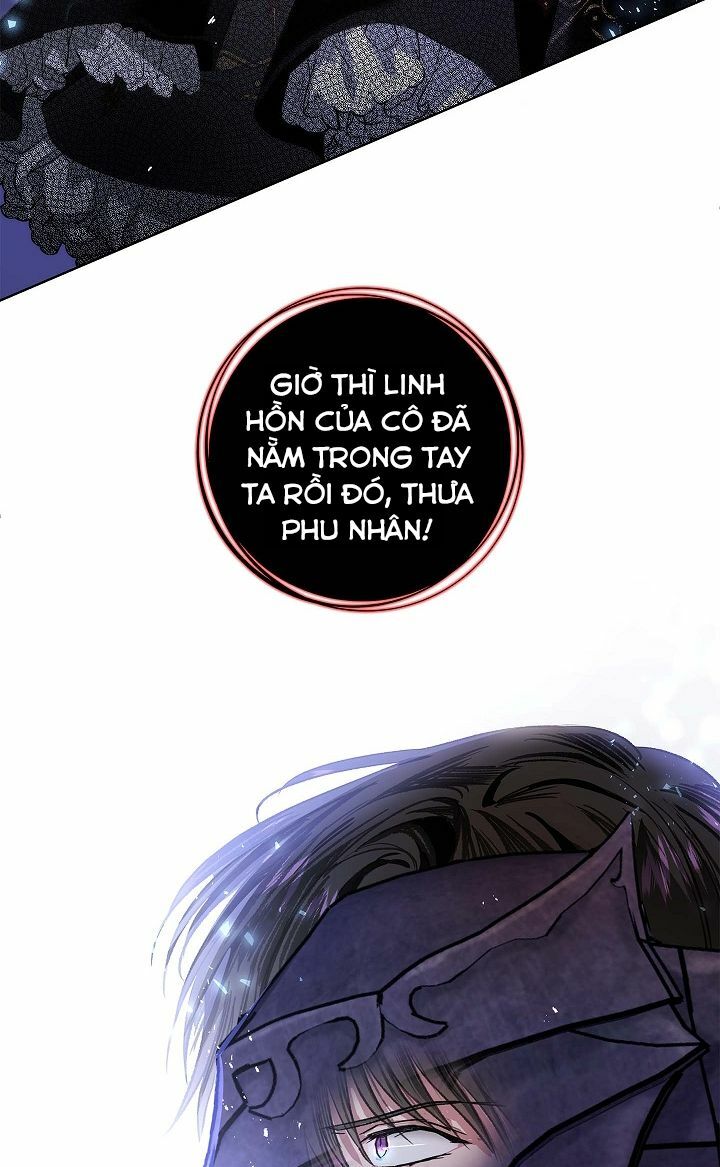 GIỜ THÌ LINH
HỒN CỦA CÔ ĐÃ
NẰM TRONG TAY
TA RỒI ĐÓ, THƯA
PHU NHÂN!